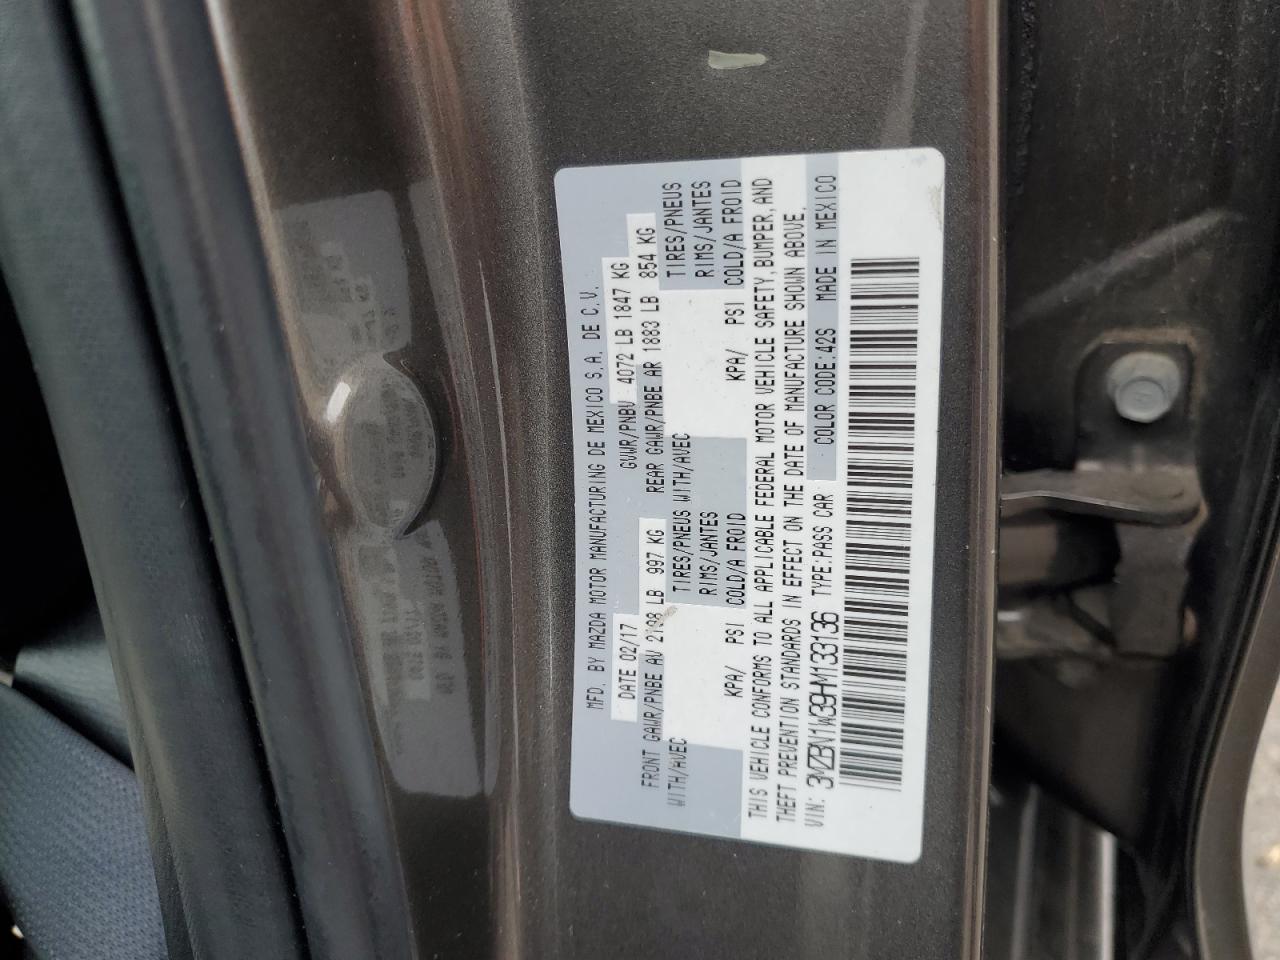 MFD. BY MAZDA MOTOR MANUFACTURING DE MEXICO S.A. DE C.V.
DATE 02/17 GVWR/PNBV 4072 LB 1847 KG
FRONT GAWR/PNBE AV 2198 LB 997 KG REAR GAWR/PNBE AR 1883 LB 854 KG
WITH/AVEC TIRES/PNEUS WITH/AVEC TIRES/PNEUS
RIMS/JANTES RIMS/JANTES
KPA/ PSI COLD/A FROID KPA/ PSI COLD/A FROID
THIS VEHICLE CONFORMS TO ALL APPLICABLE FEDERAL MOTOR VEHICLE SAFETY, BUMPER, AND
THEFT PREVENTION STANDARDS IN EFFECT ON THE DATE OF MANUFACTURE SHOWN ABOVE.
VIN: 3MZBN1W39HM133136 TYPE: PASS CAR COLOR CODE: 42S MADE IN MEXICO